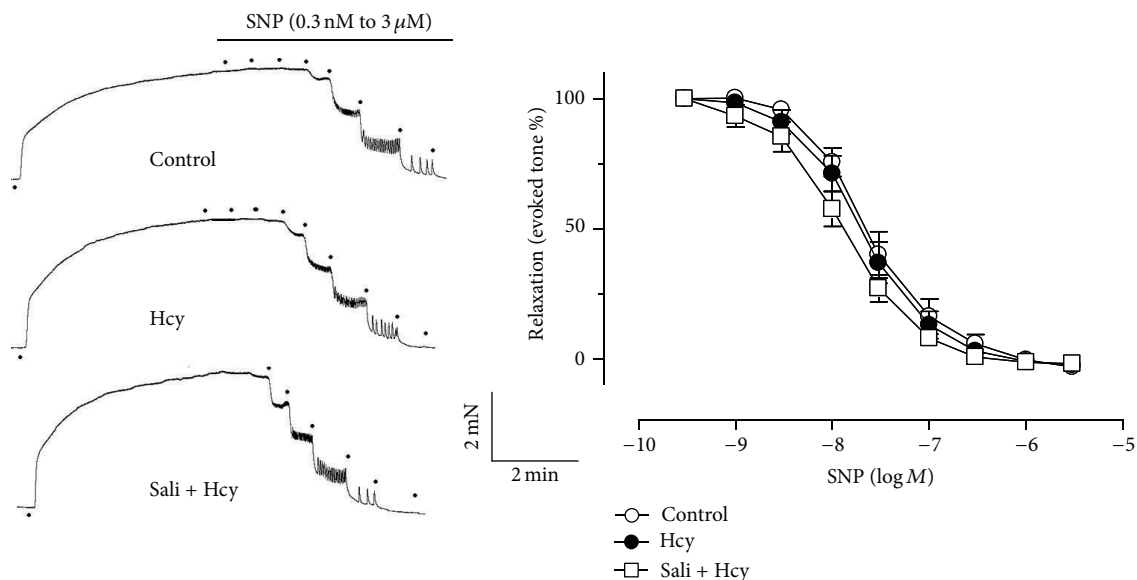 SNP (0.3 nM to 3 μM)
Control
Hcy
Sali + Hcy
2 mN
2 min
Relaxation (evoked tone %)
100
50
0
−10 −9 −8 −7 −6 −5
SNP (log M)
Control
Hcy
Sali + Hcy